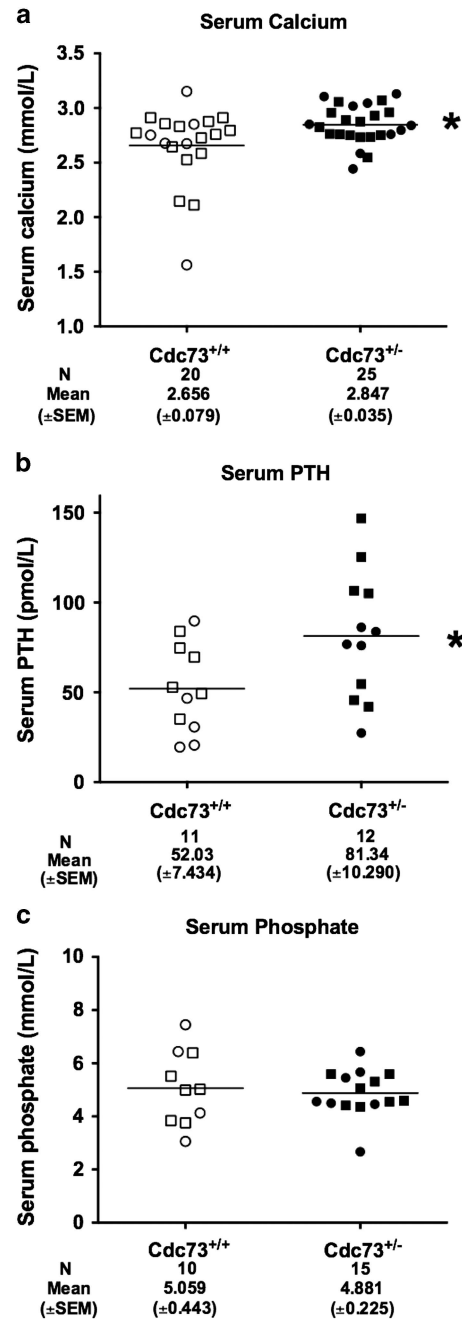 a
Serum Calcium
Serum calcium (mmol/L)
3.5
3.0
2.5
2.0
1.5
1.0
*
Cdc73+/+ Cdc73+/-
N 20 25
Mean 2.656 2.847
(±SEM) (±0.079) (±0.035)
b
Serum PTH
Serum PTH (pmol/L)
150
100
50
0
*
Cdc73+/+ Cdc73+/-
N 11 12
Mean 52.03 81.34
(±SEM) (±7.434) (±10.290)
c
Serum Phosphate
Serum phosphate (mmol/L)
10
8
6
4
2
0
Cdc73+/+ Cdc73+/-
N 10 15
Mean 5.059 4.881
(±SEM) (±0.443) (±0.225)